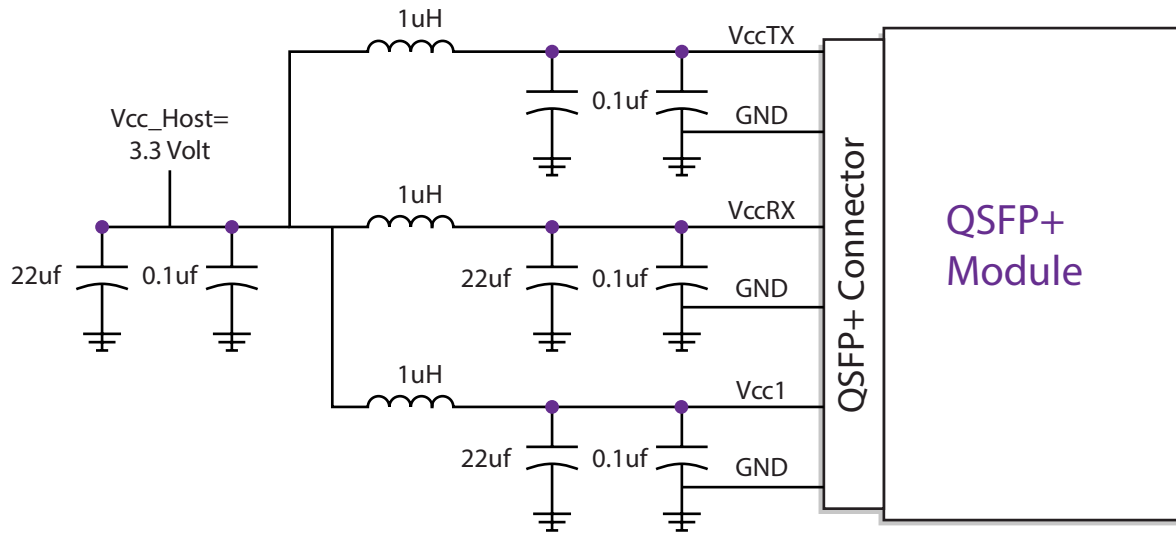 1uH
VccTX
0.1uf
GND
Vcc_Host=
3.3 Volt
1uH
VccRX
22uf
0.1uf
22uf
0.1uf
GND
1uH
Vcc1
22uf
0.1uf
GND
QSFP+ Connector
QSFP+
Module